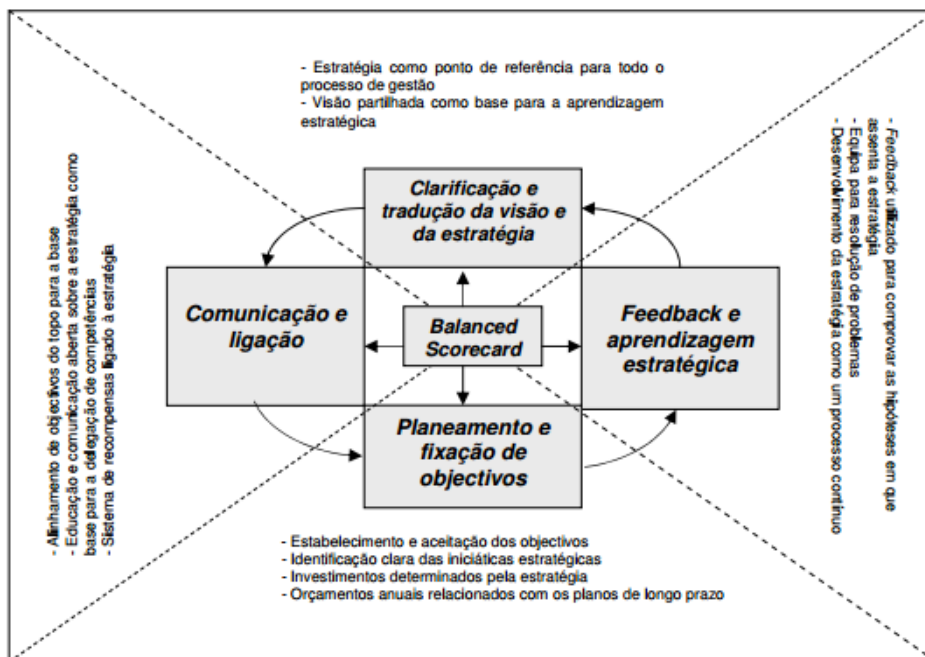 - Estratégia como ponto de referência para todo o
processo de gestão
- Visão partilhada como base para a aprendizagem
estratégica
Clarificação e
tradução da visão e
da estratégia
- Alinhamento de objectivos do topo para a base
- Educação e comunicação aberta sobre a estratégia como
base para a delegação de competências
- Sistema de recompensas ligado à estratégia
Comunicação e
ligação
Balanced
Scorecard
Feedback e
aprendizagem
estratégica
- Feedback utilizado para comprovar as hipóteses em que
assenta a estratégia
- Equipa para resolução de problemas
- Desenvolvimento da estratégia como um processo contínuo
Planeamento e
fixação de
objectivos
- Estabelecimento e aceitação dos objectivos
- Identificação clara das iniciáticas estratégicas
- Investimentos determinados pela estratégia
- Orçamentos anuais relacionados com os planos de longo prazo